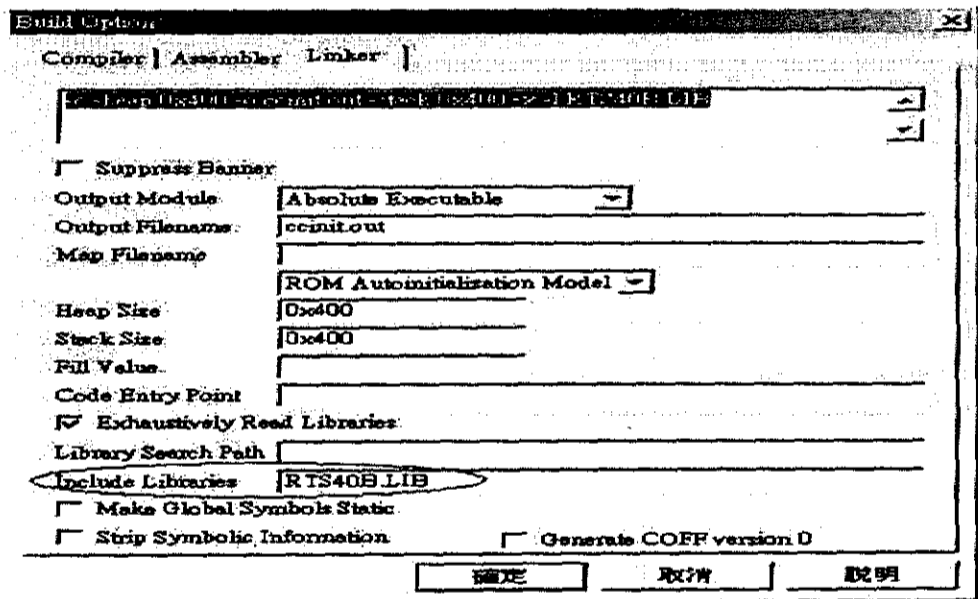 Build Option
Compiler Assembler Linker
Suppress Banner
Output Module Absolute Executable
Output Filename ccinit.out
Map Filename
ROM Autoinitialization Model
Heap Size 0x400
Stack Size 0x400
Fill Value
Code Entry Point
Exhaustively Read Libraries
Library Search Path
Include Libraries RTS40B.LIB
Make Global Symbols Static
Strip Symbolic Information Generate COFF version 0
確定 取消 說明